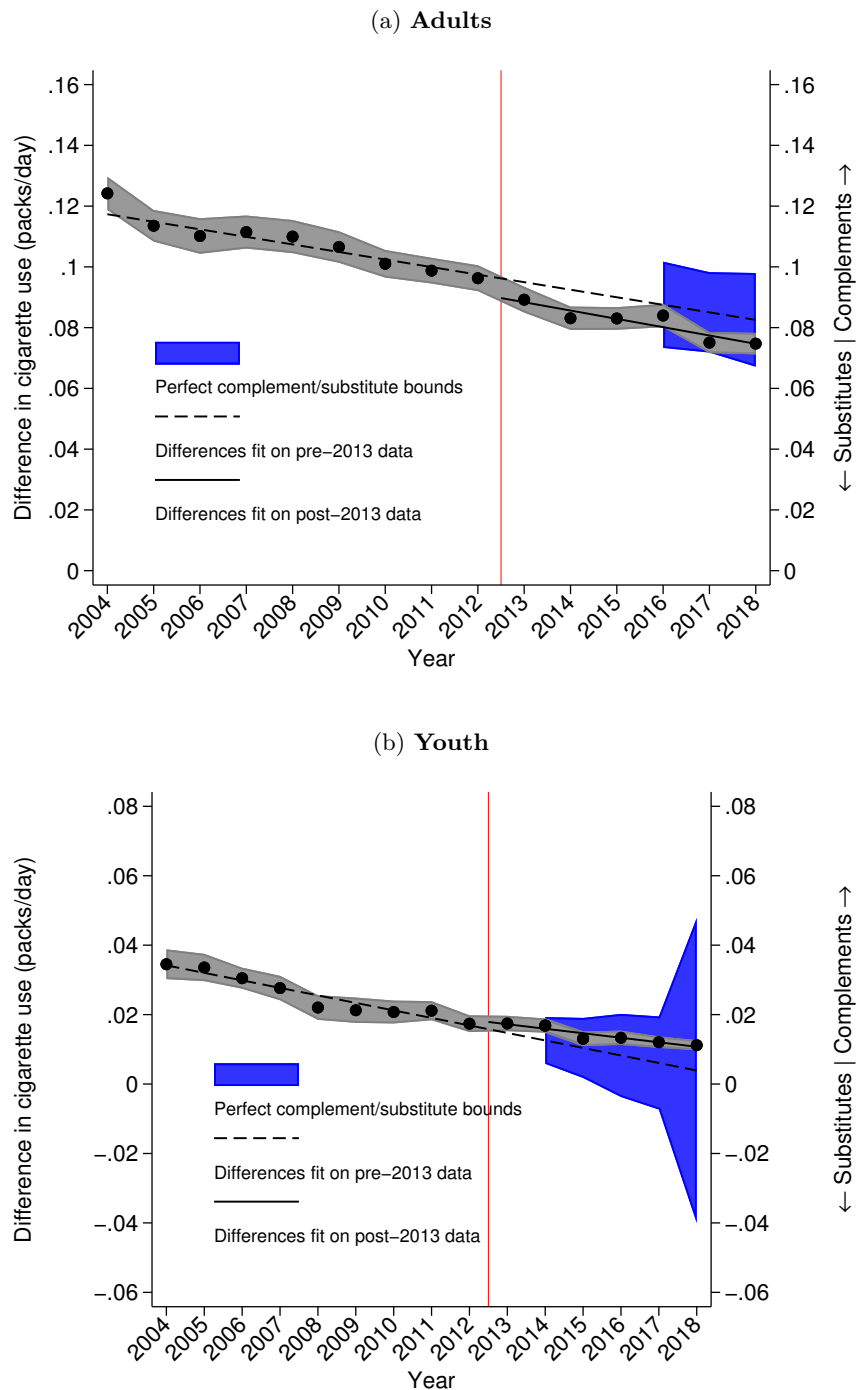 (a) Adults
.16
.14
.12
.1
.08
.06
.04
.02
0
Difference in cigarette use (packs/day)
.16
.14
.12
.1
.08
.06
.04
.02
0
← Substitutes | Complements →
Perfect complement/substitute bounds
Differences fit on pre−2013 data
Differences fit on post−2013 data
2004 2005 2006 2007 2008 2009 2010 2011 2012 2013 2014 2015 2016 2017 2018
Year
(b) Youth
.08
.06
.04
.02
0
−.02
−.04
−.06
Difference in cigarette use (packs/day)
.08
.06
.04
.02
0
−.02
−.04
−.06
← Substitutes | Complements →
Perfect complement/substitute bounds
Differences fit on pre−2013 data
Differences fit on post−2013 data
2004 2005 2006 2007 2008 2009 2010 2011 2012 2013 2014 2015 2016 2017 2018
Year